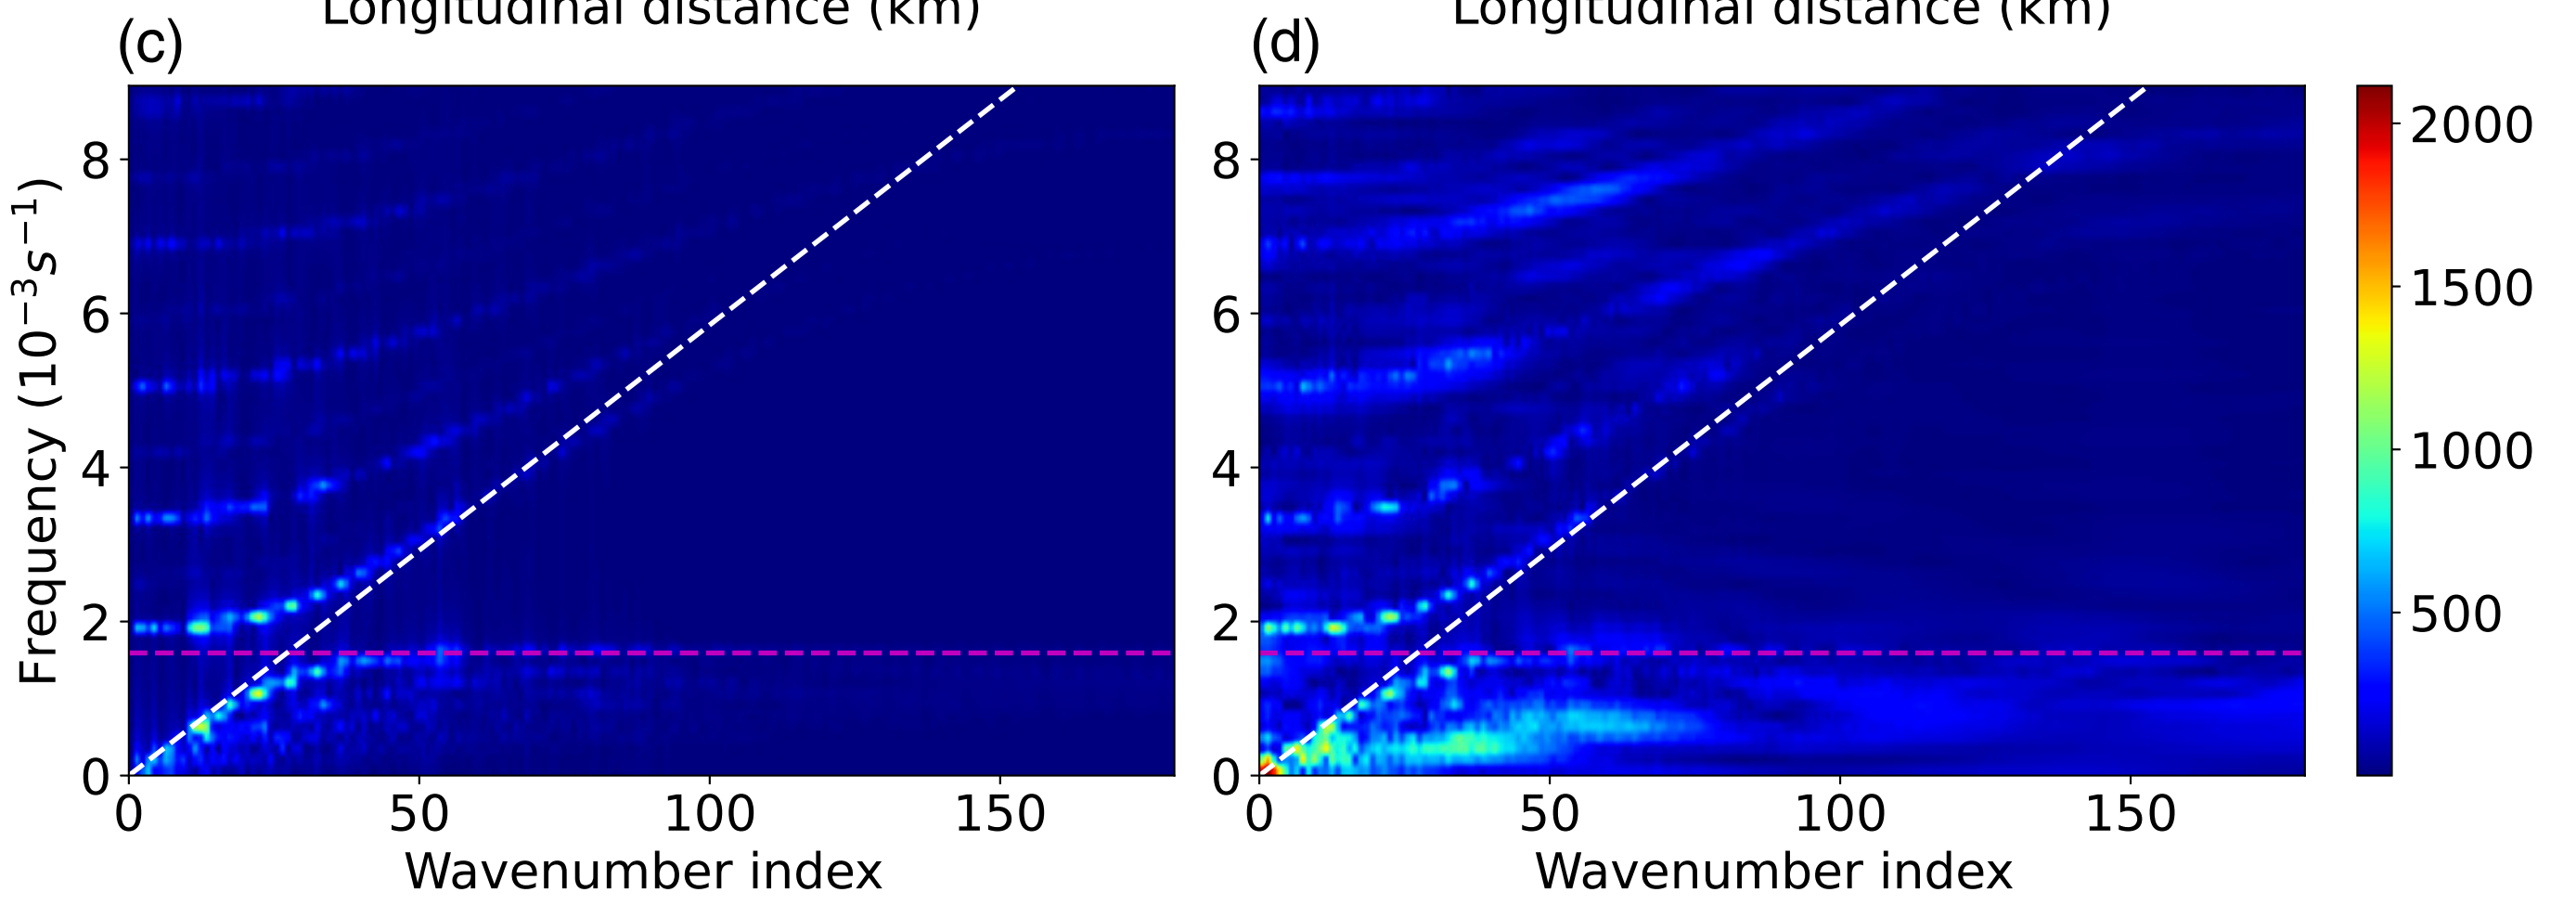 Longitudinal distance (km) Longitudinal distance (km)
(c) (d)
Frequency (10⁻³s⁻¹)
8
6
4
2
0
0 50 100 150
Wavenumber index
8
6
4
2
0
0 50 100 150
Wavenumber index
2000
1500
1000
500